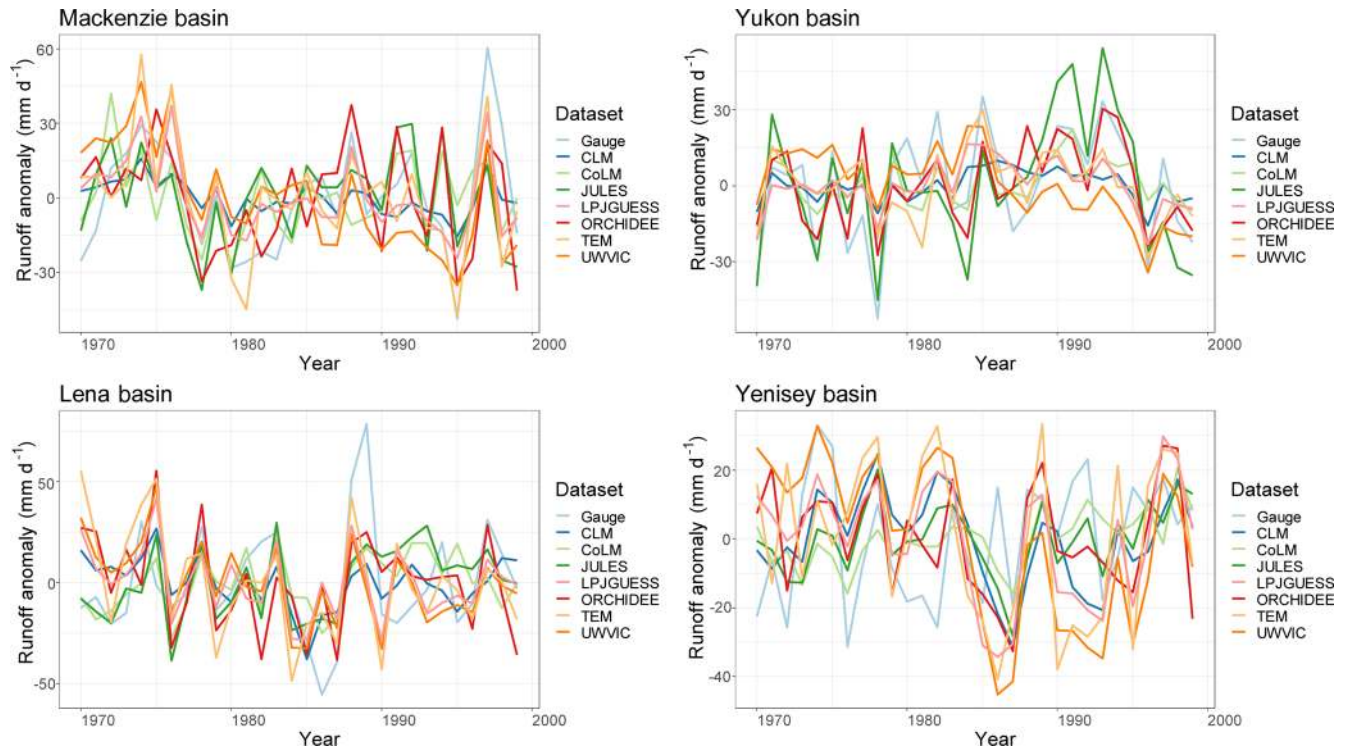 Mackenzie basin
Runoff anomaly (mm d⁻¹)
60
30
0
-30
1970 1980 1990 2000
Year
Dataset
Gauge
CLM
CoLM
JULES
LPJGUESS
ORCHIDEE
TEM
UWVIC
Yukon basin
Runoff anomaly (mm d⁻¹)
30
0
-30
1970 1980 1990 2000
Year
Dataset
Gauge
CLM
CoLM
JULES
LPJGUESS
ORCHIDEE
TEM
UWVIC
Lena basin
Runoff anomaly (mm d⁻¹)
50
0
-50
1970 1980 1990 2000
Year
Dataset
Gauge
CLM
CoLM
JULES
LPJGUESS
ORCHIDEE
TEM
UWVIC
Yenisey basin
Runoff anomaly (mm d⁻¹)
20
0
-20
-40
1970 1980 1990 2000
Year
Dataset
Gauge
CLM
CoLM
JULES
LPJGUESS
ORCHIDEE
TEM
UWVIC